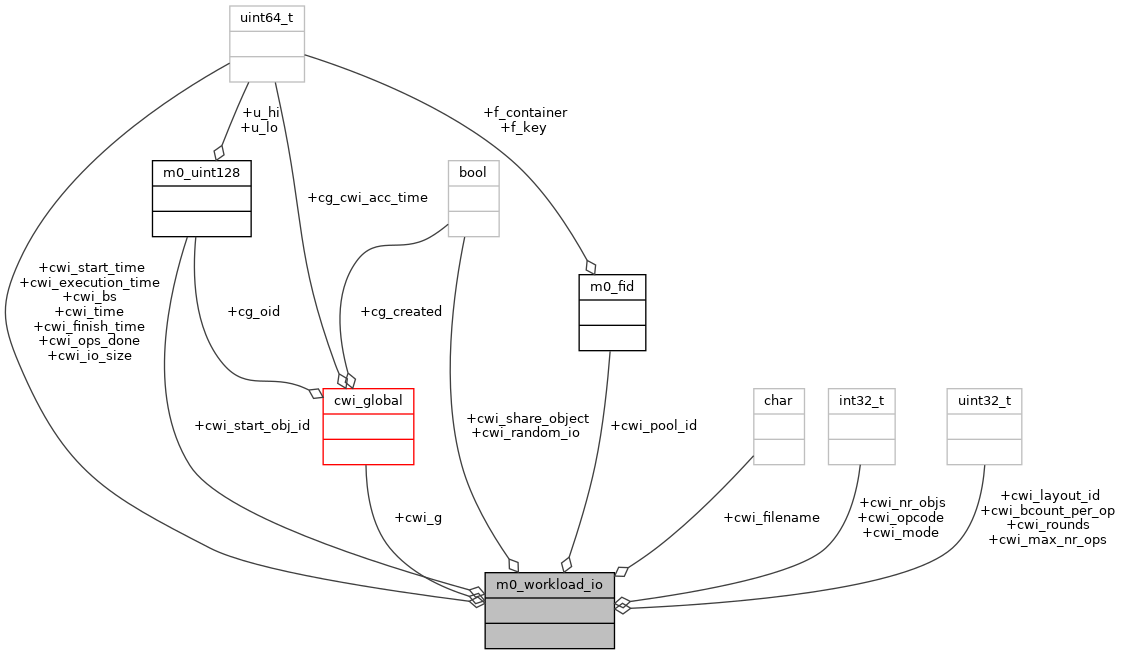 uint64_t
+u_hi
+u_lo
+f_container
+f_key
m0_uint128
bool
+cg_cwi_acc_time
+cwi_start_time
+cwi_execution_time
+cwi_bs
+cwi_time
+cwi_finish_time
+cwi_ops_done
+cwi_io_size
+cg_oid
+cg_created
m0_fid
cwi_global
char
int32_t
uint32_t
+cwi_start_obj_id
+cwi_share_object
+cwi_random_io
+cwi_pool_id
+cwi_g
+cwi_filename
+cwi_nr_objs
+cwi_opcode
+cwi_mode
+cwi_layout_id
+cwi_bcount_per_op
+cwi_rounds
+cwi_max_nr_ops
m0_workload_io